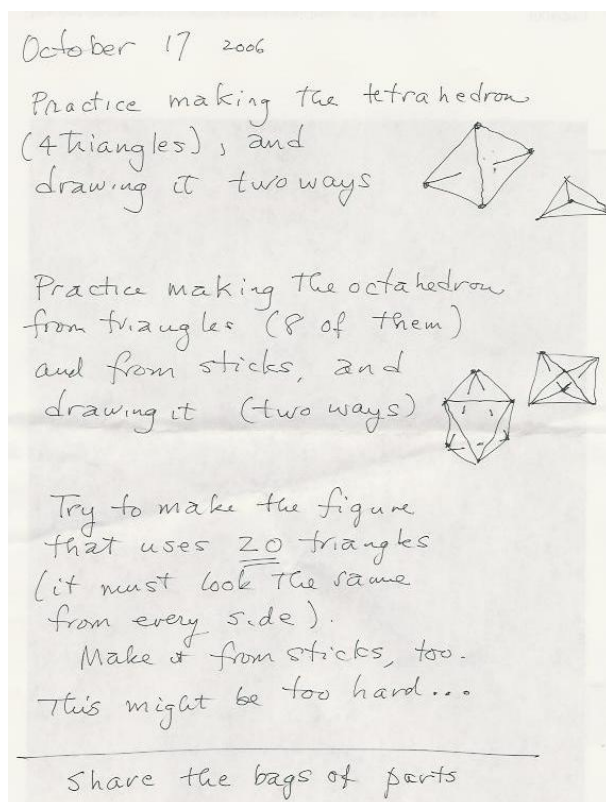 October 17 2006
Practice making the tetrahedron
(4 triangles), and
drawing it two ways
Practice making the octahedron
from triangles (8 of them)
and from sticks, and
drawing it (two ways)
Try to make the figure
that uses 20 triangles
(it must look the same
from every side).
Make it from sticks, too.
This might be too hard...
Share the bags of parts